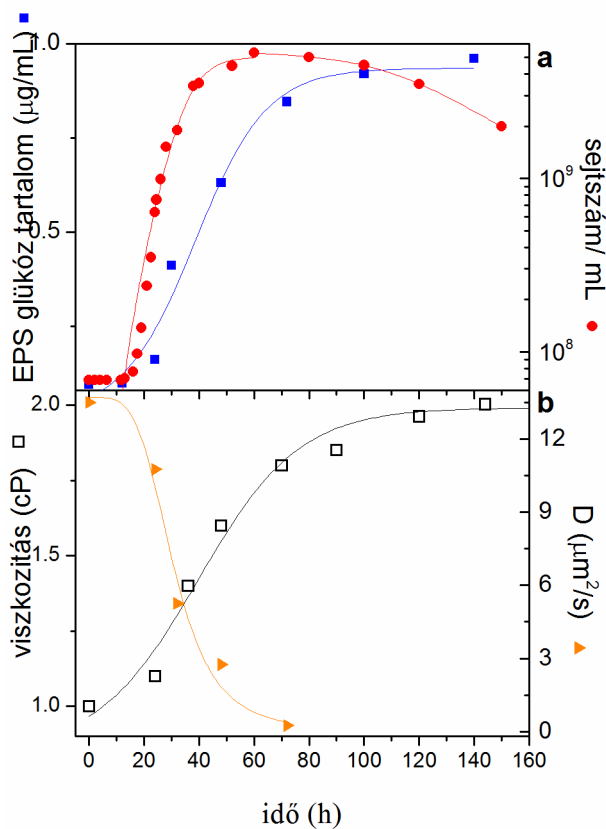 EPS glükóz tartalom (μg/mL)
1.0
0.5
a
10⁹
10⁸
sejtszám/ mL
viszkozitás (cP)
2.0
1.5
1.0
b
12
9
6
3
0
D (μm²/s)
0 20 40 60 80 100 120 140 160
idő (h)